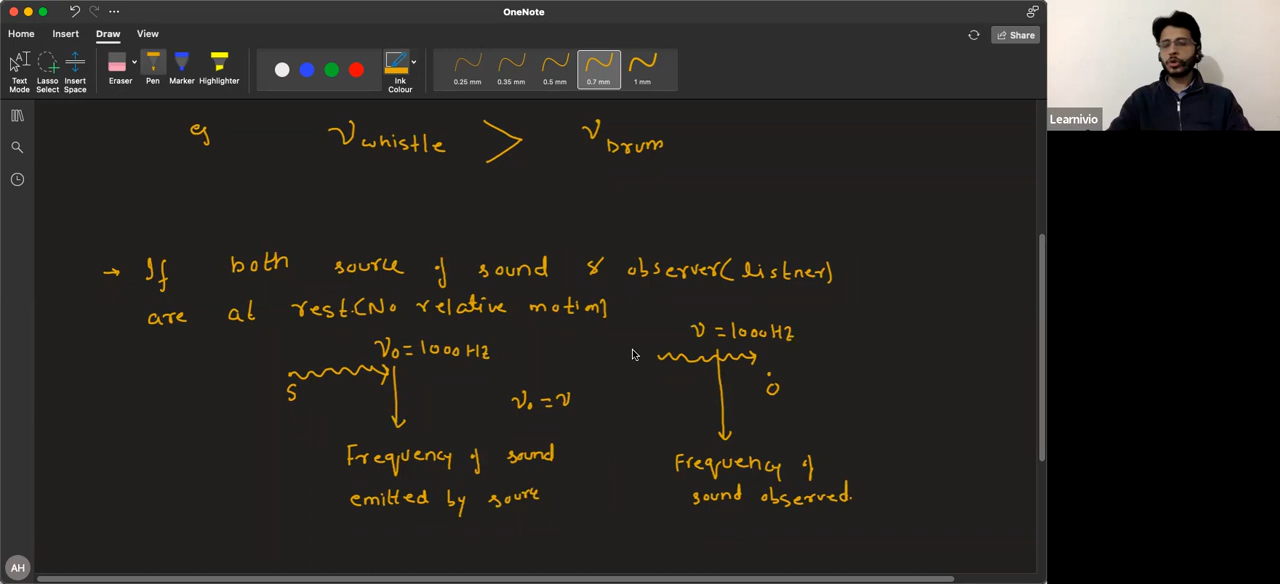 OneNote
Home Insert Draw View
Share
Text Mode
Lasso Select
Insert Space
Eraser
Pen
Marker
Highlighter
Ink Colour
0.25 mm
0.35 mm
0.5 mm
0.7 mm
1 mm
Learnivio
eg ν whistle > ν Drum
→ If both source of sound & observer(listner)
are at rest.(No relative motion)
ν0 = 1000 HZ
ν = 1000 HZ
S
O
ν0 = ν
Frequency of sound
emitted by source
Frequency of
sound observed.
AH